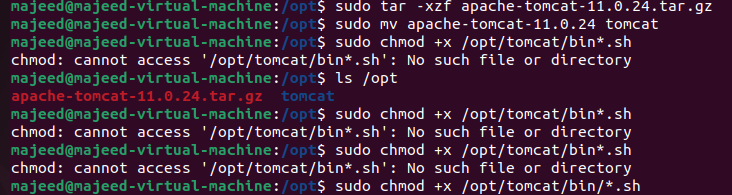 majeed@majeed-virtual-machine:/opt$ sudo tar -xzf apache-tomcat-11.0.24.tar.gz
majeed@majeed-virtual-machine:/opt$ sudo mv apache-tomcat-11.0.24 tomcat
majeed@majeed-virtual-machine:/opt$ sudo chmod +x /opt/tomcat/bin*.sh
chmod: cannot access '/opt/tomcat/bin*.sh': No such file or directory
majeed@majeed-virtual-machine:/opt$ ls /opt
apache-tomcat-11.0.24.tar.gz  tomcat
majeed@majeed-virtual-machine:/opt$ sudo chmod +x /opt/tomcat/bin*.sh
chmod: cannot access '/opt/tomcat/bin*.sh': No such file or directory
majeed@majeed-virtual-machine:/opt$ sudo chmod +x /opt/tomcat/bin*.sh
chmod: cannot access '/opt/tomcat/bin*.sh': No such file or directory
majeed@majeed-virtual-machine:/opt$ sudo chmod +x /opt/tomcat/bin/*.sh